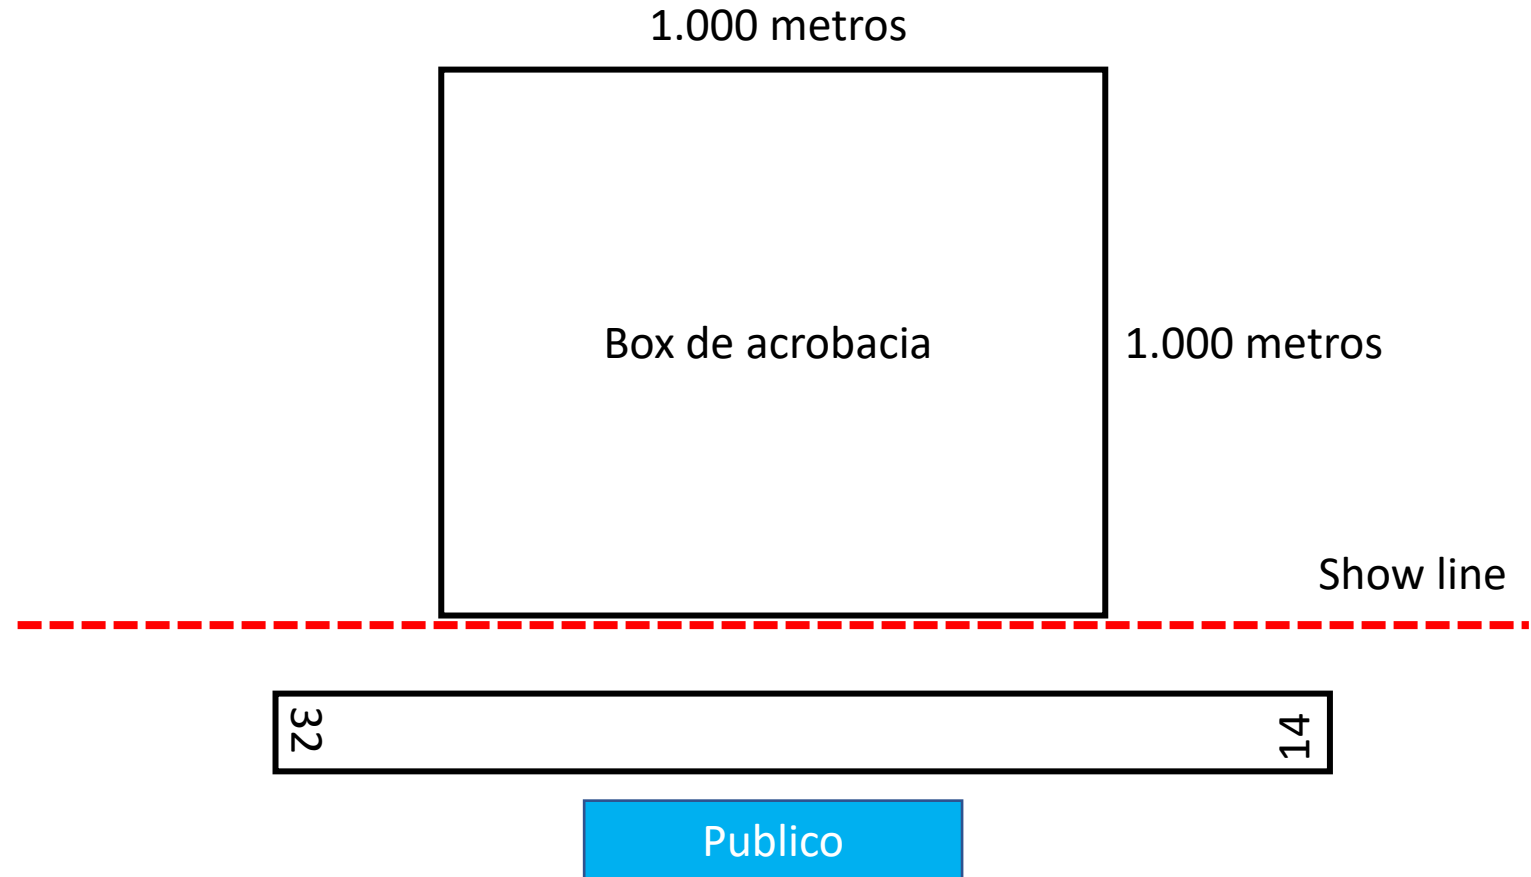 1.000 metros
Box de acrobacia
1.000 metros
Show line
32
14
Publico